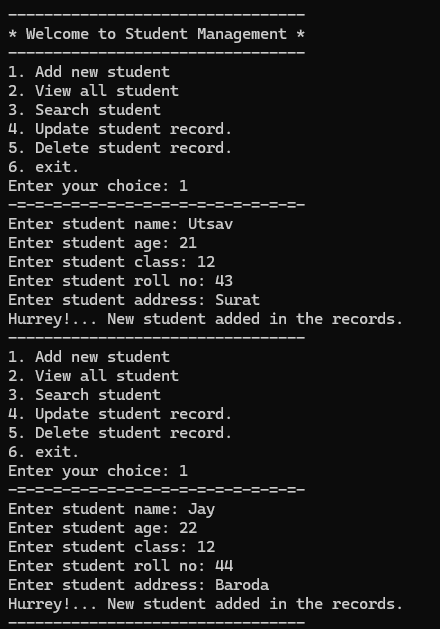 ---------------------------------
* Welcome to Student Management *
---------------------------------
1. Add new student
2. View all student
3. Search student
4. Update student record.
5. Delete student record.
6. exit.
Enter your choice: 1
-=-=-=-=-=-=-=-=-=-=-=-=-=-=-=-=-
Enter student name: Utsav
Enter student age: 21
Enter student class: 12
Enter student roll no: 43
Enter student address: Surat
Hurrey!... New student added in the records.
---------------------------------
1. Add new student
2. View all student
3. Search student
4. Update student record.
5. Delete student record.
6. exit.
Enter your choice: 1
-=-=-=-=-=-=-=-=-=-=-=-=-=-=-=-=-
Enter student name: Jay
Enter student age: 22
Enter student class: 12
Enter student roll no: 44
Enter student address: Baroda
Hurrey!... New student added in the records.
---------------------------------